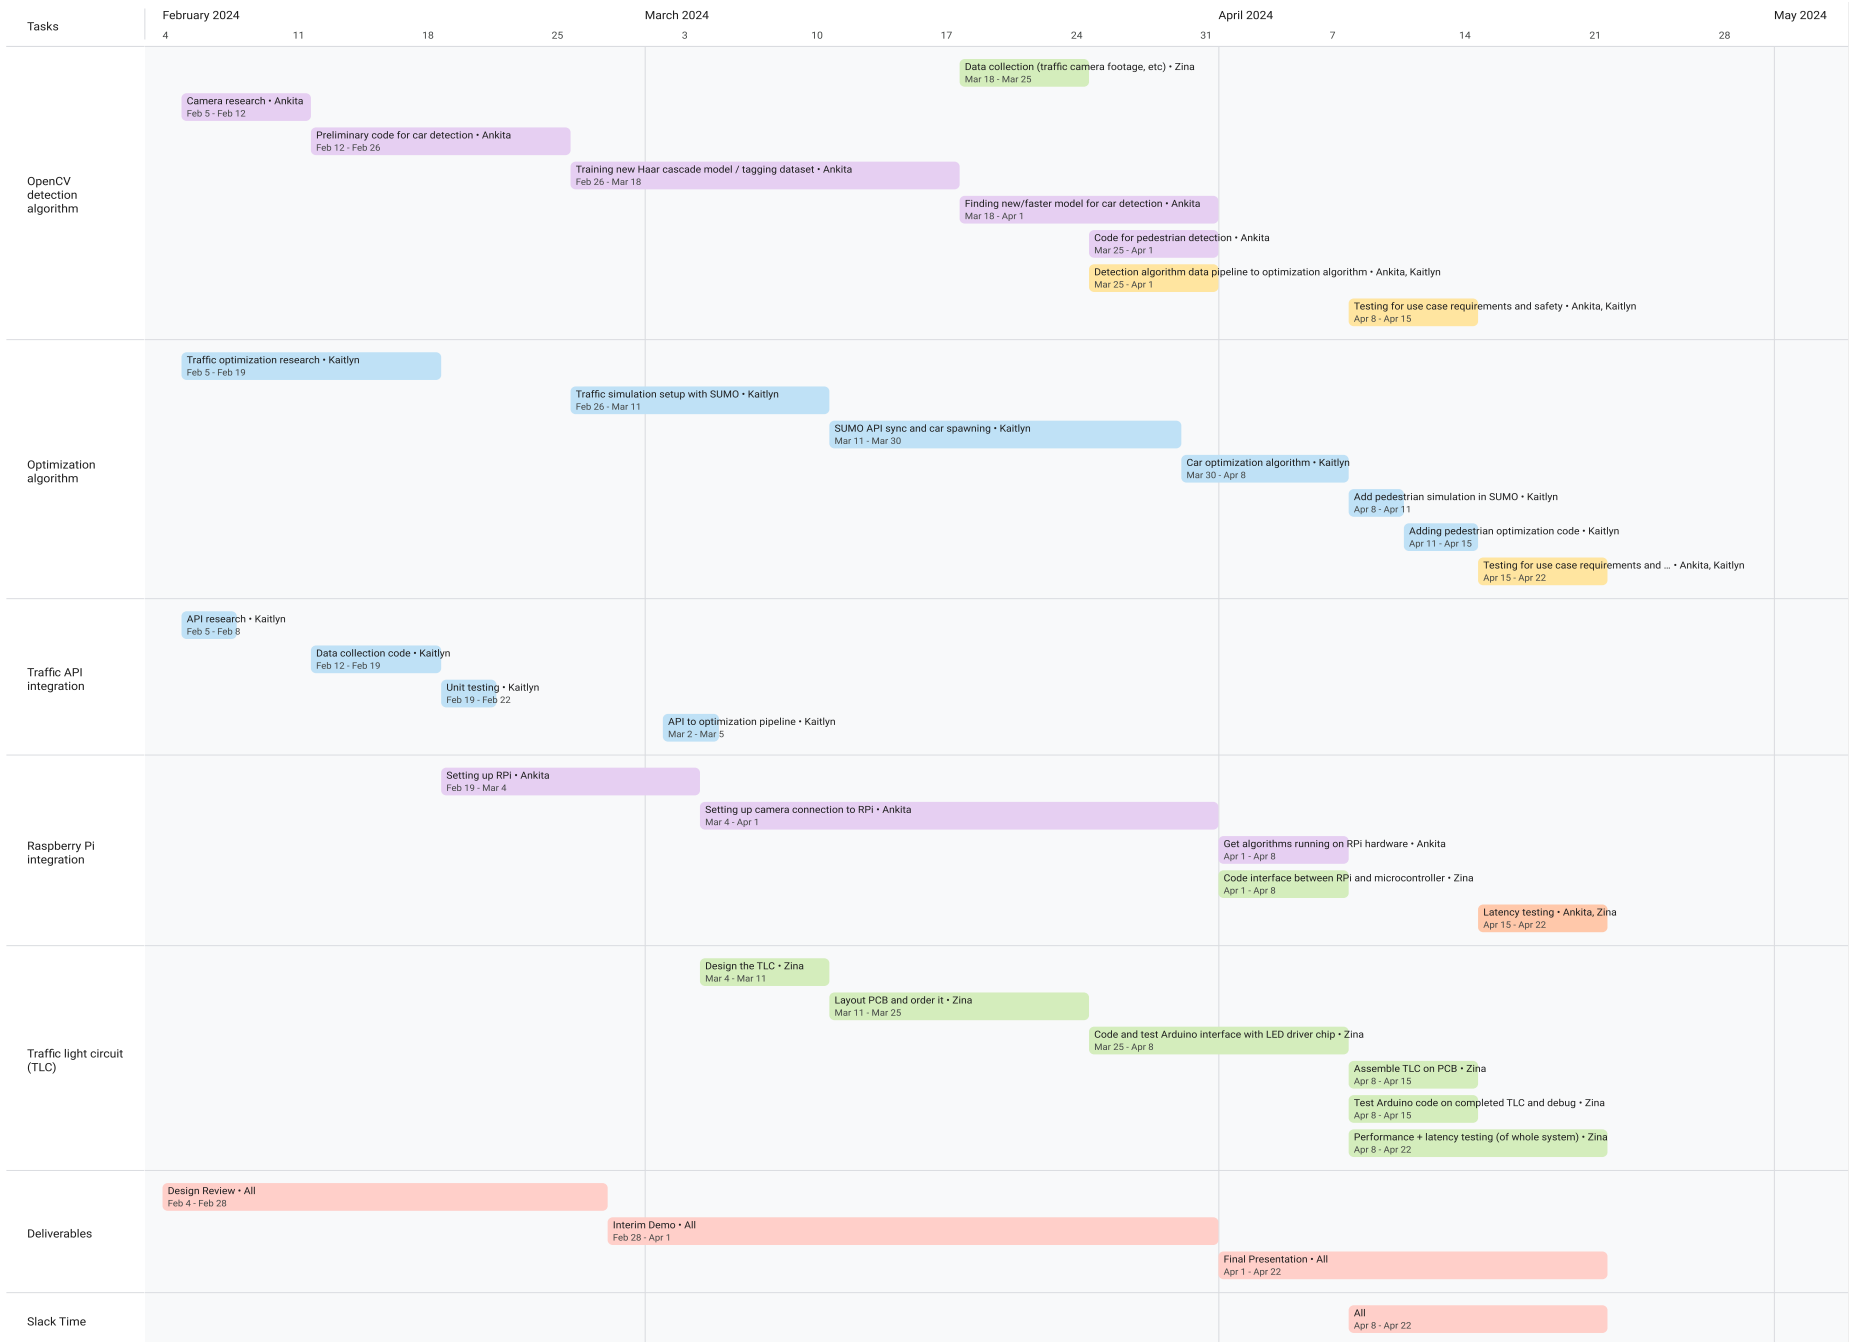 February 2024
March 2024
April 2024
May 2024
Tasks
4
11
18
25
3
10
17
24
31
7
14
21
28
OpenCV
detection
algorithm
Data collection (traffic camera footage, etc) • Zina
Mar 18 - Mar 25
Camera research • Ankita
Feb 5 - Feb 12
Preliminary code for car detection • Ankita
Feb 12 - Feb 26
Training new Haar cascade model / tagging dataset • Ankita
Feb 26 - Mar 18
Finding new/faster model for car detection • Ankita
Mar 18 - Apr 1
Code for pedestrian detection • Ankita
Mar 25 - Apr 1
Detection algorithm data pipeline to optimization algorithm • Ankita, Kaitlyn
Mar 25 - Apr 1
Testing for use case requirements and safety • Ankita, Kaitlyn
Apr 8 - Apr 15
Optimization
algorithm
Traffic optimization research • Kaitlyn
Feb 5 - Feb 19
Traffic simulation setup with SUMO • Kaitlyn
Feb 26 - Mar 11
SUMO API sync and car spawning • Kaitlyn
Mar 11 - Mar 30
Car optimization algorithm • Kaitlyn
Mar 30 - Apr 8
Add pedestrian simulation in SUMO • Kaitlyn
Apr 8 - Apr 11
Adding pedestrian optimization code • Kaitlyn
Apr 11 - Apr 15
Testing for use case requirements and ... • Ankita, Kaitlyn
Apr 15 - Apr 22
Traffic API
integration
API research • Kaitlyn
Feb 5 - Feb 8
Data collection code • Kaitlyn
Feb 12 - Feb 19
Unit testing • Kaitlyn
Feb 19 - Feb 22
API to optimization pipeline • Kaitlyn
Mar 2 - Mar 5
Raspberry Pi
integration
Setting up RPi • Ankita
Feb 19 - Mar 4
Setting up camera connection to RPi • Ankita
Mar 4 - Apr 1
Get algorithms running on RPi hardware • Ankita
Apr 1 - Apr 8
Code interface between RPi and microcontroller • Zina
Apr 1 - Apr 8
Latency testing • Ankita, Zina
Apr 15 - Apr 22
Traffic light circuit
(TLC)
Design the TLC • Zina
Mar 4 - Mar 11
Layout PCB and order it • Zina
Mar 11 - Mar 25
Code and test Arduino interface with LED driver chip • Zina
Mar 25 - Apr 8
Assemble TLC on PCB • Zina
Apr 8 - Apr 15
Test Arduino code on completed TLC and debug • Zina
Apr 8 - Apr 15
Performance + latency testing (of whole system) • Zina
Apr 8 - Apr 22
Deliverables
Design Review • All
Feb 4 - Feb 28
Interim Demo • All
Feb 28 - Apr 1
Final Presentation • All
Apr 1 - Apr 22
Slack Time
All
Apr 8 - Apr 22